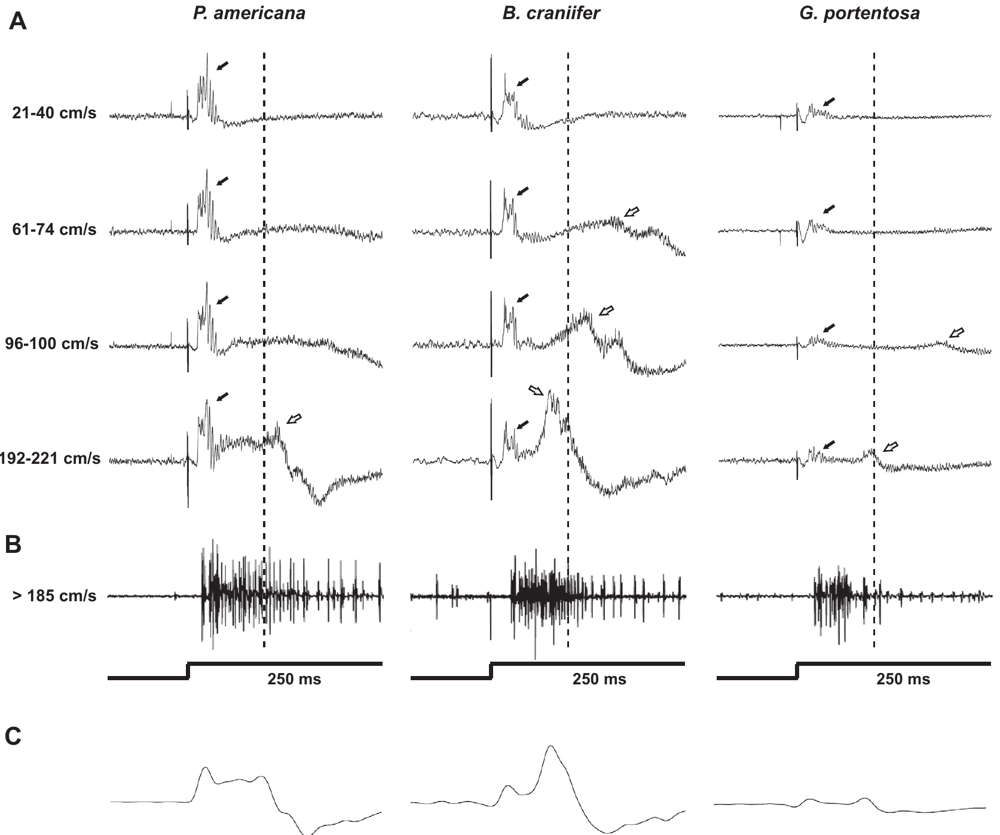 A
P. americana
B. craniifer
G. portentosa
21-40 cm/s
61-74 cm/s
96-100 cm/s
192-221 cm/s
B
> 185 cm/s
250 ms
250 ms
250 ms
C